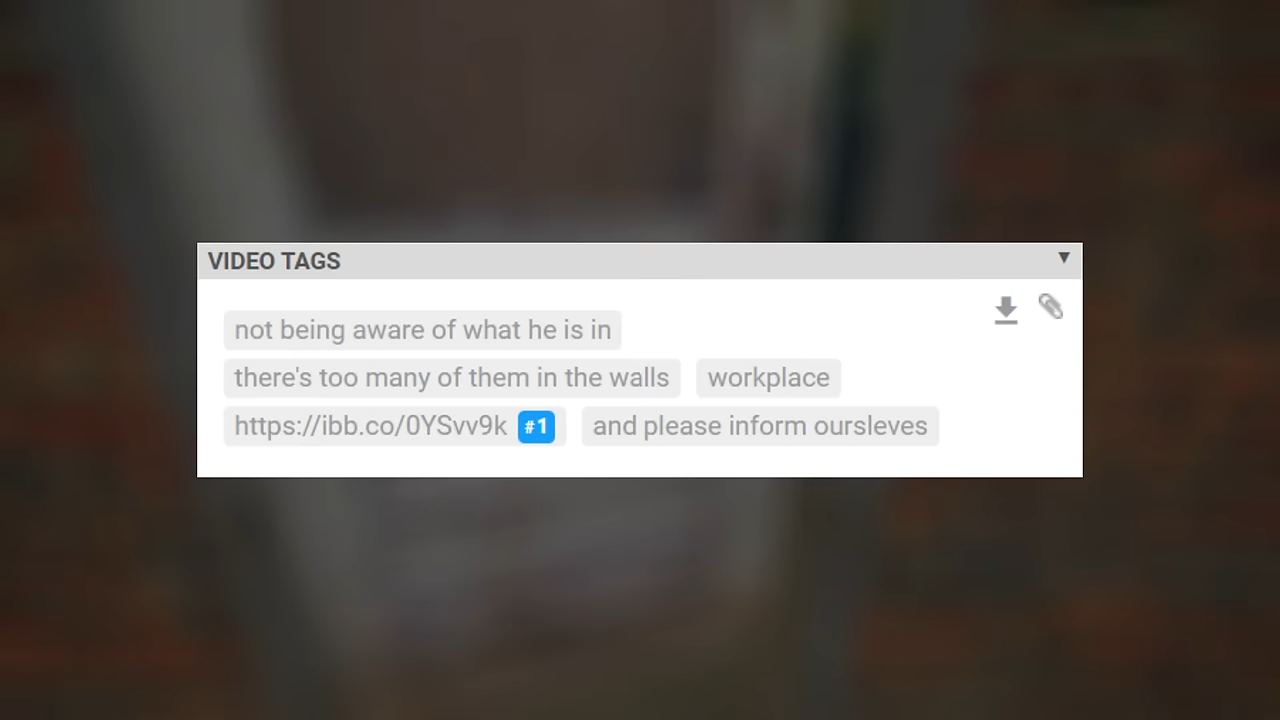 VIDEO TAGS ▼
not being aware of what he is in
there's too many of them in the walls workplace
https://ibb.co/0YSvv9k #1 and please inform oursleves